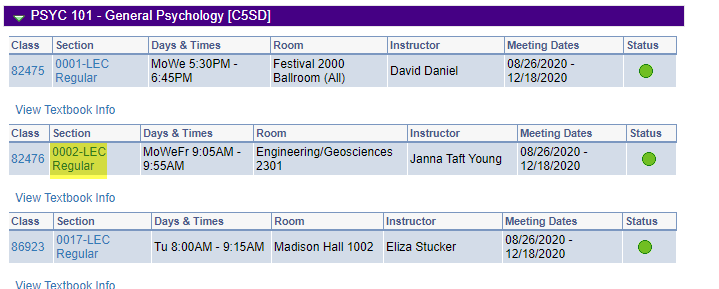 PSYC 101 - General Psychology [C5SD]
Class Section Days & Times Room Instructor Meeting Dates Status
82475 0001-LEC Regular MoWe 5:30PM - 6:45PM Festival 2000 Ballroom (All) David Daniel 08/26/2020 - 12/18/2020
View Textbook Info
Class Section Days & Times Room Instructor Meeting Dates Status
82476 0002-LEC Regular MoWeFr 9:05AM - 9:55AM Engineering/Geosciences 2301 Janna Taft Young 08/26/2020 - 12/18/2020
View Textbook Info
Class Section Days & Times Room Instructor Meeting Dates Status
86923 0017-LEC Regular Tu 8:00AM - 9:15AM Madison Hall 1002 Eliza Stucker 08/26/2020 - 12/18/2020
View Textbook Info